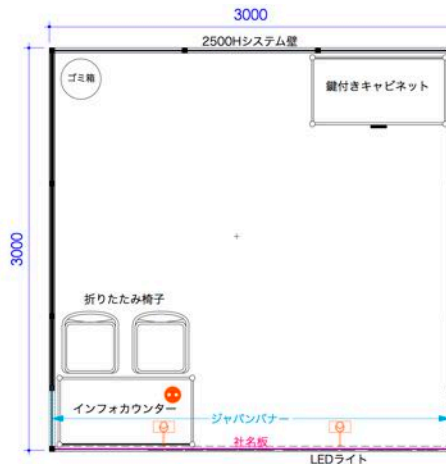 3000
2500Hシステム壁
ゴミ箱
鍵付きキャビネット
3000
折りたたみ椅子
インフォカウンター
ジャパンバナー
社名板
LEDライト